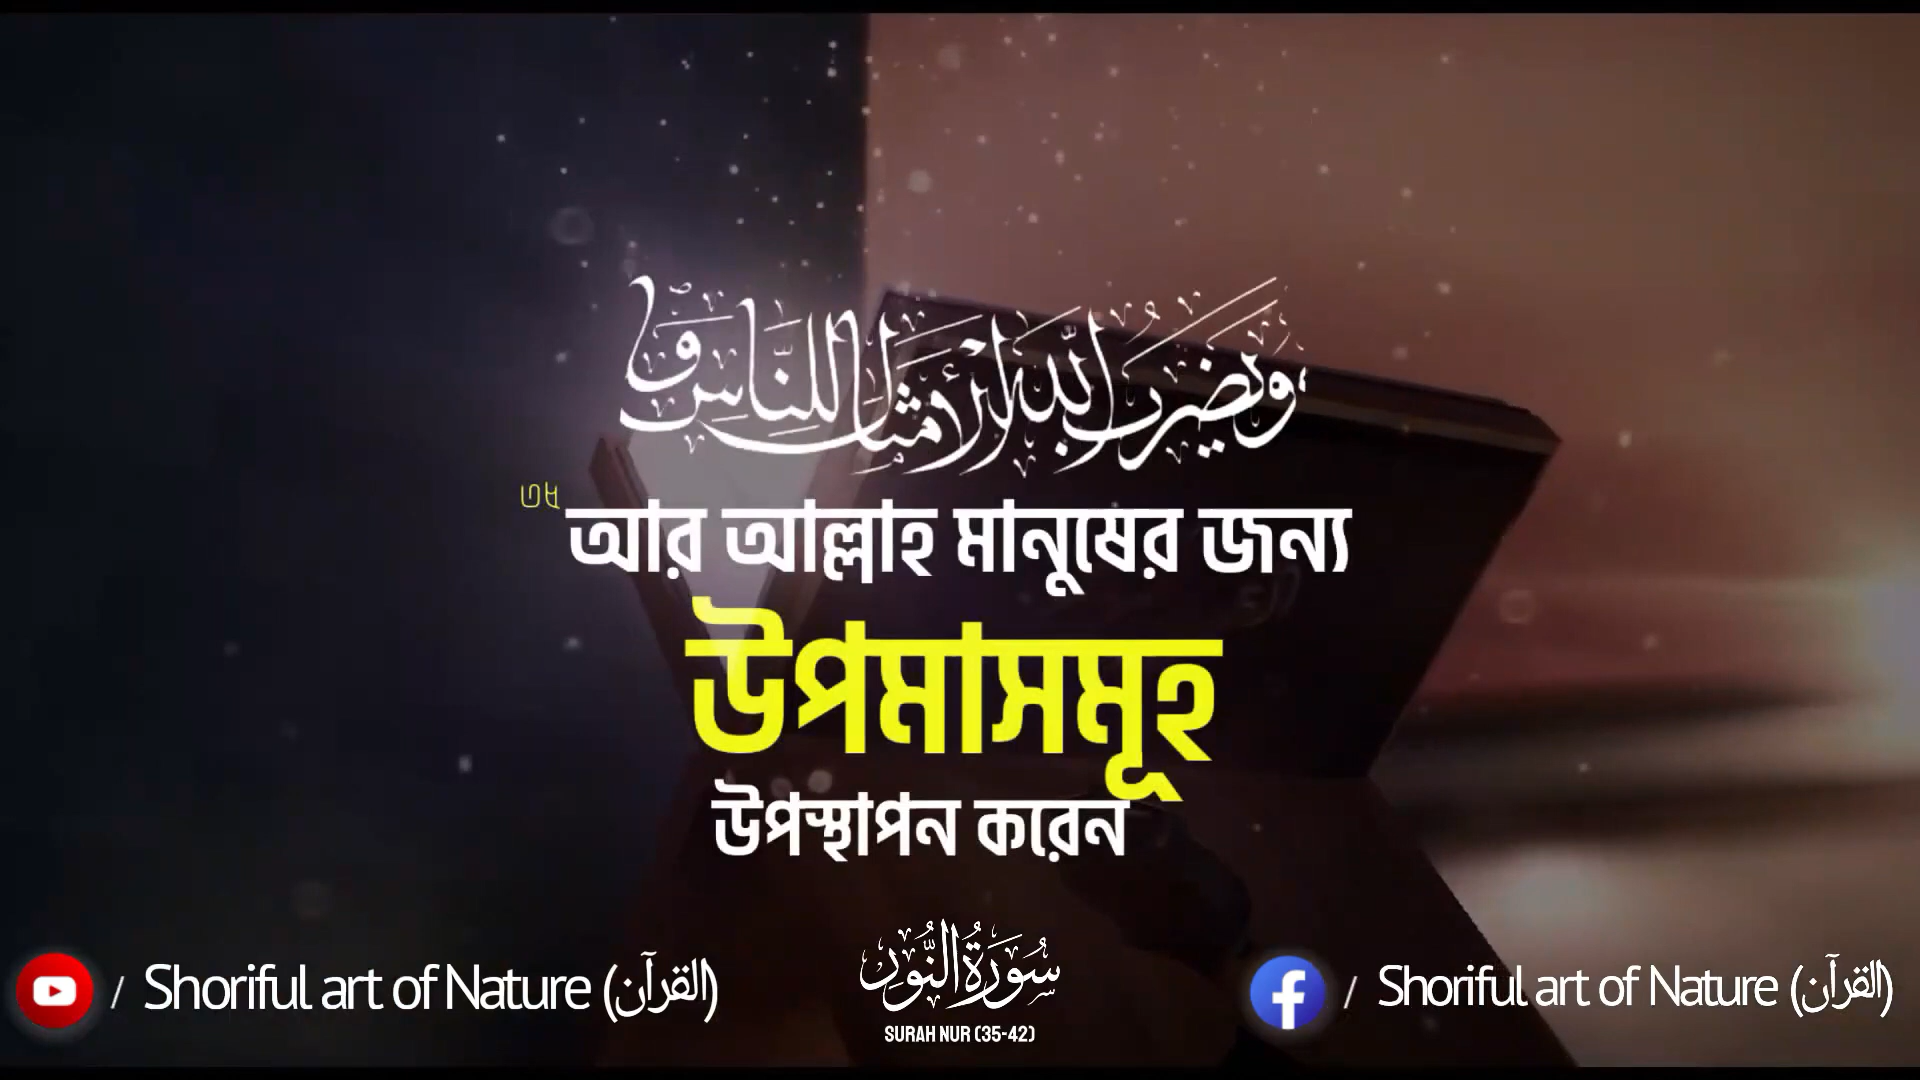 وَيَضْرِبُ اللَّهُ الْأَمْثَالَ لِلنَّاسِ ۗ
৩৫
আর আল্লাহ মানুষের জন্য
উপমাসমূহ
উপস্থাপন করেন
سُورَةُ النُّورِ
SURAH NUR (35-42)
/ Shoriful art of Nature (القرآن)
/ Shoriful art of Nature (القرآن)